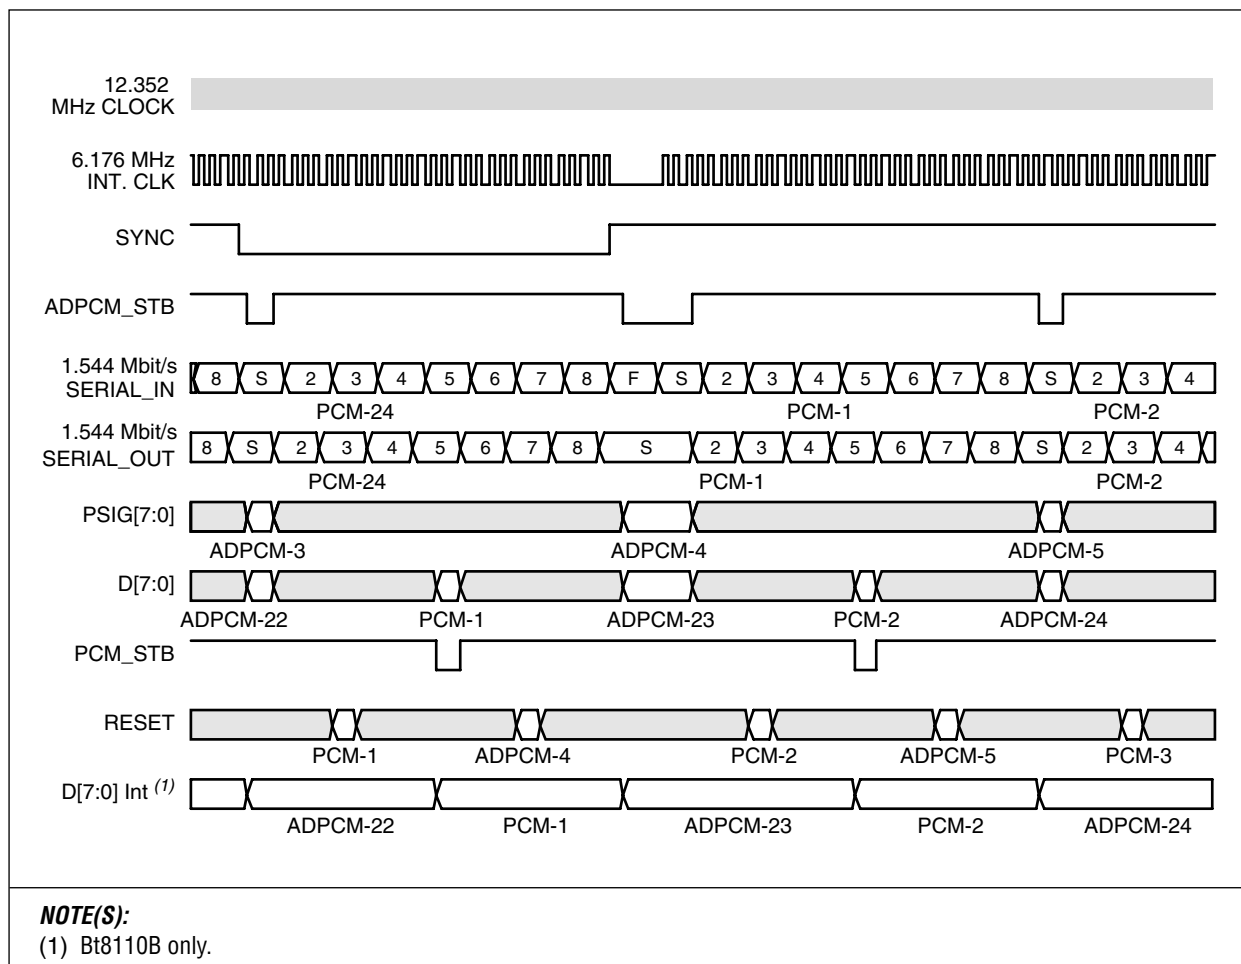 12.352
MHz CLOCK
6.176 MHz
INT. CLK
SYNC
ADPCM_STB
1.544 Mbit/s
SERIAL_IN
8 S 2 3 4 5 6 7 8 F S 2 3 4 5 6 7 8 S 2 3 4
PCM-24 PCM-1 PCM-2
1.544 Mbit/s
SERIAL_OUT
8 S 2 3 4 5 6 7 8 S 2 3 4 5 6 7 8 S 2 3 4
PCM-24 PCM-1 PCM-2
PSIG[7:0]
ADPCM-3 ADPCM-4 ADPCM-5
D[7:0]
ADPCM-22 PCM-1 ADPCM-23 PCM-2 ADPCM-24
PCM_STB
RESET
PCM-1 ADPCM-4 PCM-2 ADPCM-5 PCM-3
D[7:0] Int (1)
ADPCM-22 PCM-1 ADPCM-23 PCM-2 ADPCM-24
NOTE(S):
(1) Bt8110B only.